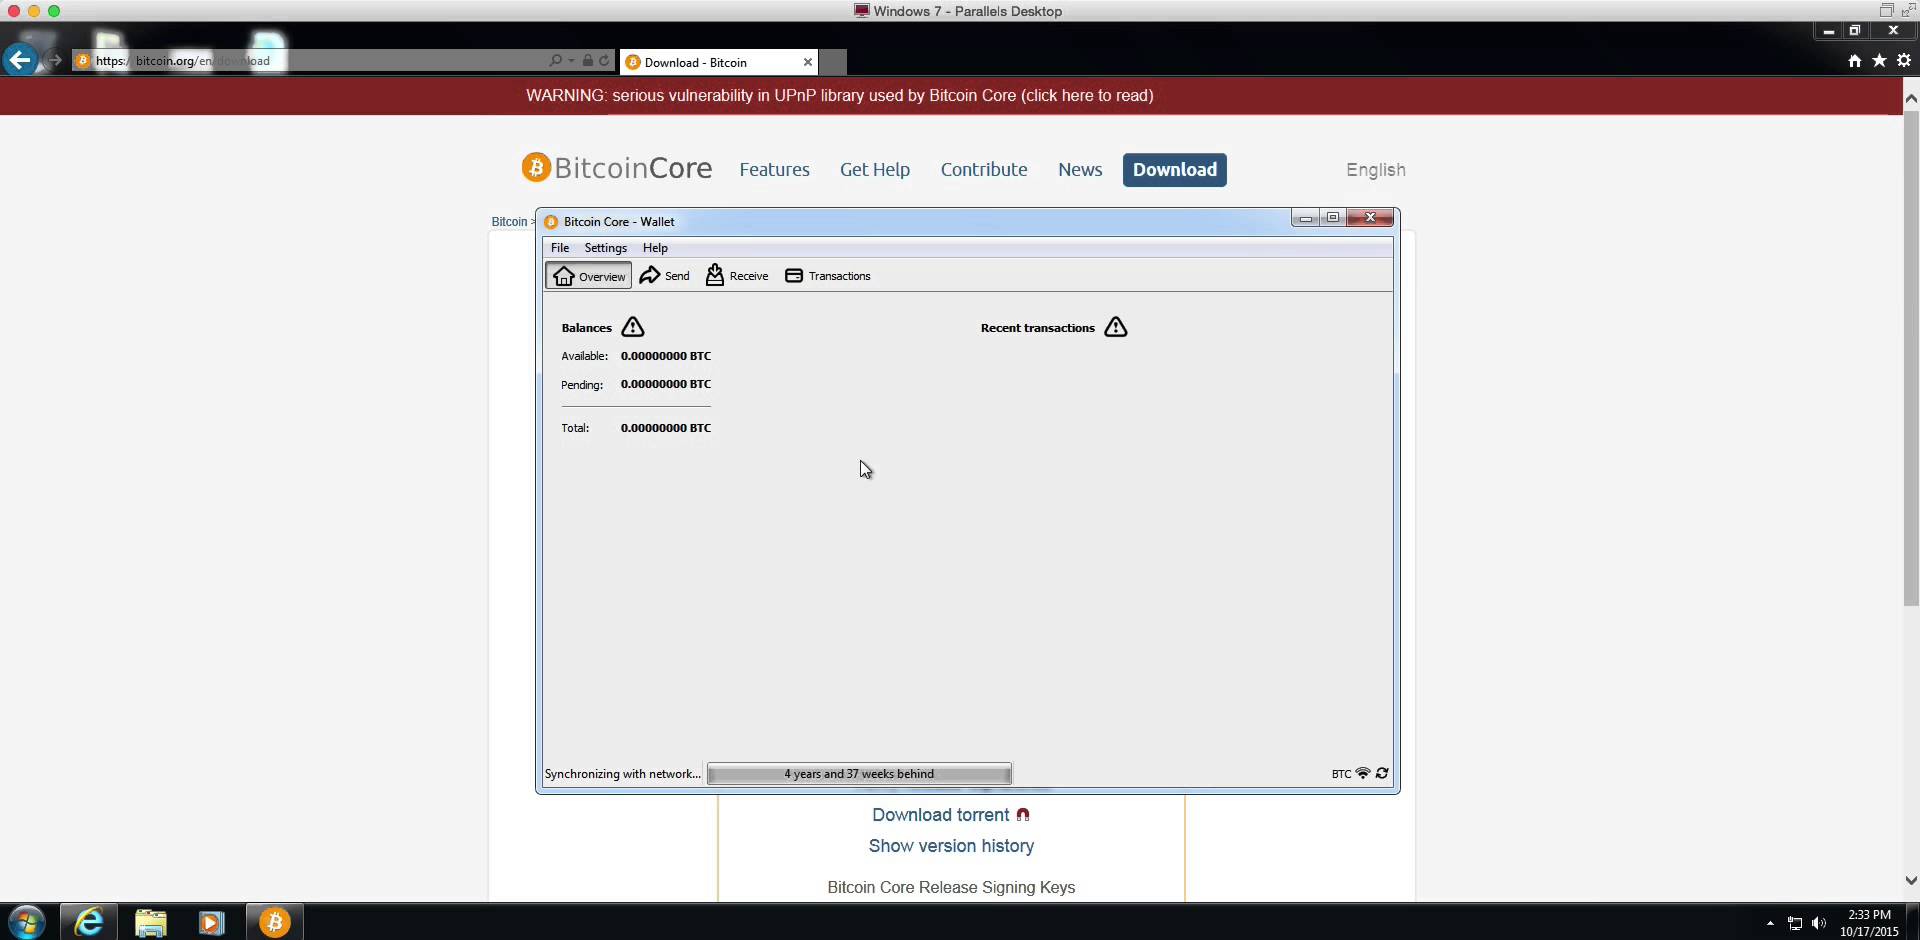 Windows 7 - Parallels Desktop
https: bitcoin.org/en/download
Download - Bitcoin
WARNING: serious vulnerability in UPnP library used by Bitcoin Core (click here to read)
BitcoinCore
Features
Get Help
Contribute
News
Download
English
Bitcoin >
Bitcoin Core - Wallet
File
Settings
Help
Overview
Send
Receive
Transactions
Balances
Recent transactions
Available: 0.00000000 BTC
Pending: 0.00000000 BTC
Total: 0.00000000 BTC
Synchronizing with network...
4 years and 37 weeks behind
BTC
Download torrent
Show version history
Bitcoin Core Release Signing Keys
2:33 PM
10/17/2015